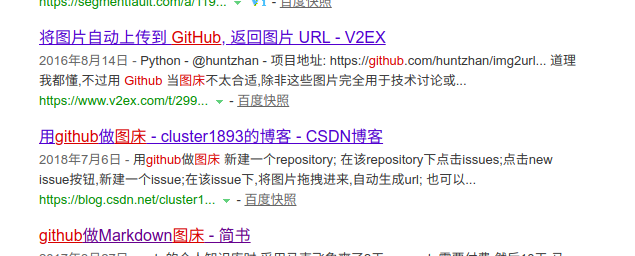 https://segmentfault.com/a/119... V1 - 百度快照
将图片自动上传到 GitHub, 返回图片 URL - V2EX
2016年8月14日 - Python - @huntzhan - 项目地址: https://github.com/huntzhan/img2url... 道理
我都懂,不过用 Github 当图床不太合适,除非这些图片完全用于技术讨论或...
https://www.v2ex.com/t/299... - 百度快照
用github做图床 - cluster1893的博客 - CSDN博客
2018年7月6日 - 用github做图床 新建一个repository; 在该repository下点击issues;点击new
issue按钮,新建一个issue;在该issue下,将图片拖拽进来,自动生成url; 也可以...
https://blog.csdn.net/cluster1... - 百度快照
github做Markdown图床 - 简书